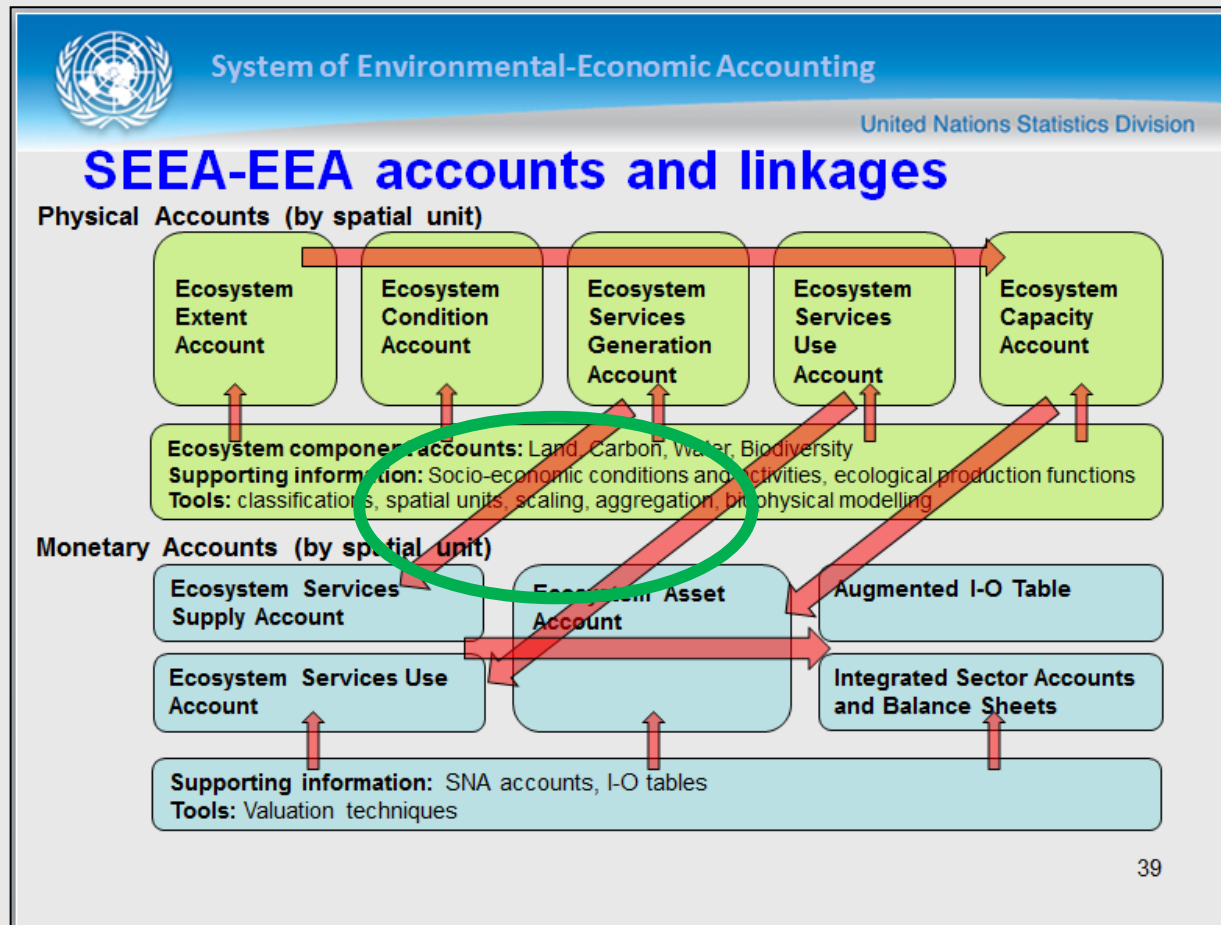 System of Environmental-Economic Accounting
United Nations Statistics Division
SEEA-EEA accounts and linkages
Physical Accounts (by spatial unit)
Ecosystem
Extent
Account
Ecosystem
Condition
Account
Ecosystem
Services
Generation
Account
Ecosystem
Services
Use
Account
Ecosystem
Capacity
Account
Ecosystem component accounts: Land, Carbon, Water, Biodiversity
Supporting information: Socio-economic conditions and activities, ecological production functions
Tools: classifications, spatial units, scaling, aggregation, biophysical modelling
Monetary Accounts (by spatial unit)
Ecosystem Services
Supply Account
Ecosystem Services Use
Account
Ecosystem Asset
Account
Augmented I-O Table
Integrated Sector Accounts
and Balance Sheets
Supporting information: SNA accounts, I-O tables
Tools: Valuation techniques
39